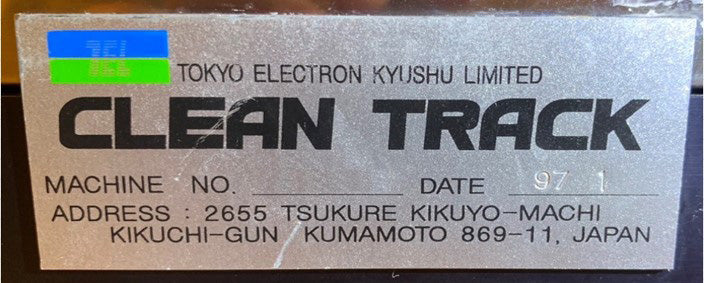 TEL
TOKYO ELECTRON KYUSHU LIMITED
CLEAN TRACK
MACHINE NO. DATE 97 1
ADDRESS : 2655 TSUKURE KIKUYO-MACHI
KIKUCHI-GUN KUMAMOTO 869-11, JAPAN